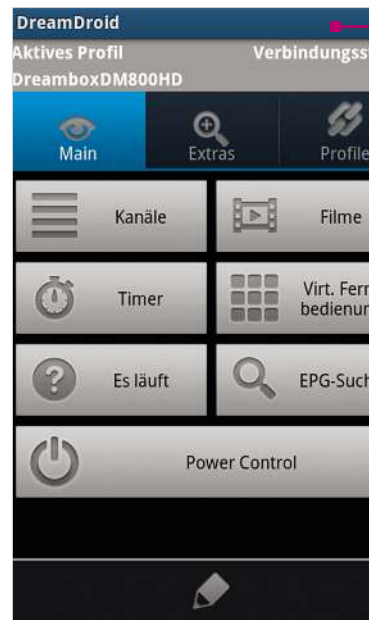 DreamDroid
Aktives Profil Verbindungsst
DreamboxDM800HD
Main Extras Profile
Kanäle Filme
Timer Virt. Fern
bedienun
Es läuft EPG-Such
Power Control